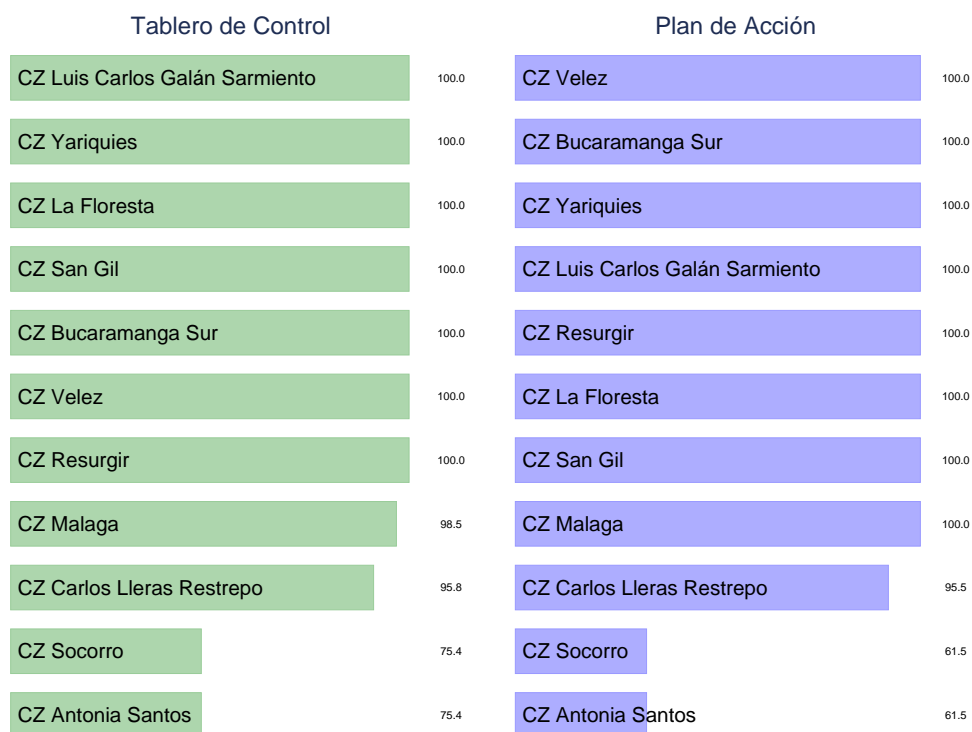 Tablero de Control
CZ Luis Carlos Galán Sarmiento 100.0
CZ Yariquies 100.0
CZ La Floresta 100.0
CZ San Gil 100.0
CZ Bucaramanga Sur 100.0
CZ Velez 100.0
CZ Resurgir 100.0
CZ Malaga 98.5
CZ Carlos Lleras Restrepo 95.8
CZ Socorro 75.4
CZ Antonia Santos 75.4
Plan de Acción
CZ Velez 100.0
CZ Bucaramanga Sur 100.0
CZ Yariquies 100.0
CZ Luis Carlos Galán Sarmiento 100.0
CZ Resurgir 100.0
CZ La Floresta 100.0
CZ San Gil 100.0
CZ Malaga 100.0
CZ Carlos Lleras Restrepo 95.5
CZ Socorro 61.5
CZ Antonia Santos 61.5